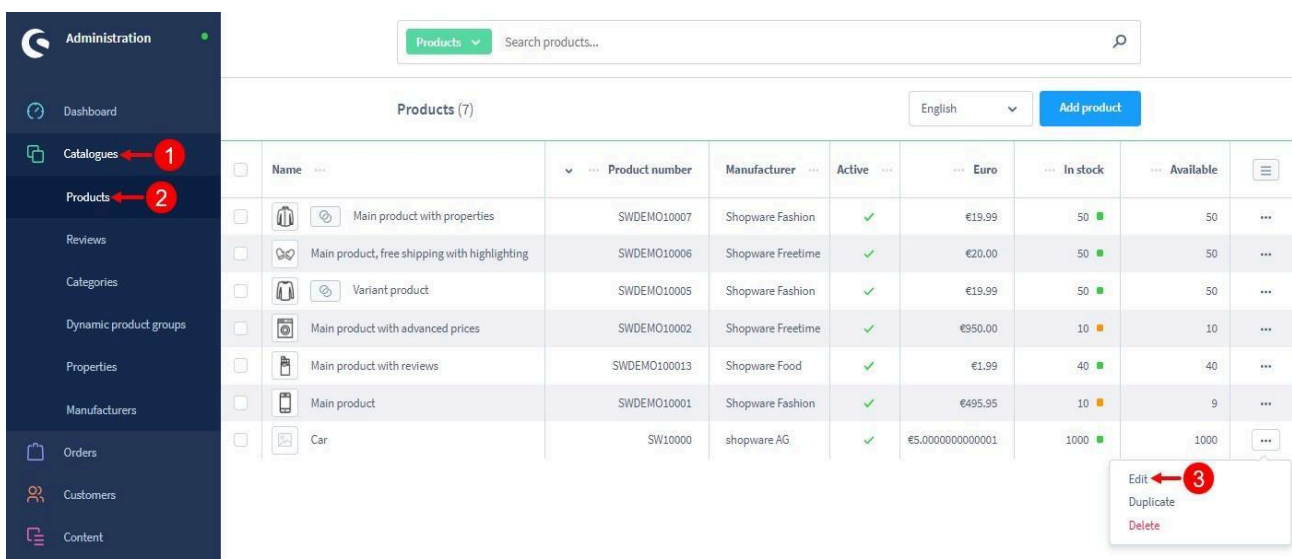 Administration
Products
Search products...
Dashboard
Products (7)
English
Add product
Catalogues 1
Name Product number Manufacturer Active Euro In stock Available
Products 2
Main product with properties SWDEMO10007 Shopware Fashion €19.99 50 50
Reviews
Main product, free shipping with highlighting SWDEMO10006 Shopware Freetime €20.00 50 50
Categories
Variant product SWDEMO10005 Shopware Fashion €19.99 50 50
Dynamic product groups
Main product with advanced prices SWDEMO10002 Shopware Freetime €950.00 10 10
Properties
Main product with reviews SWDEMO100013 Shopware Food €1.99 40 40
Manufacturers
Main product SWDEMO10001 Shopware Fashion €495.95 10 9
Orders
Car SW10000 shopware AG €5.0000000000001 1000 1000
Customers
Content
Edit 3
Duplicate
Delete